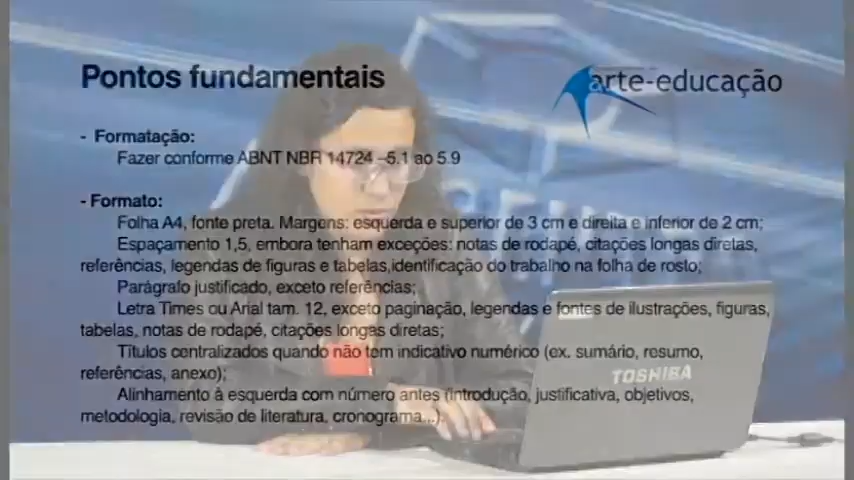 Pontos fundamentais
arte-educação
- Formatação:
Fazer conforme ABNT NBR 14724 –5.1 ao 5.9
- Formato:
Folha A4, fonte preta. Margens: esquerda e superior de 3 cm e direita e inferior de 2 cm;
Espaçamento 1,5, embora tenham exceções: notas de rodapé, citações longas diretas,
referências, legendas de figuras e tabelas,identificação do trabalho na folha de rosto;
Parágrafo justificado, exceto referências;
Letra Times ou Arial tam. 12, exceto paginação, legendas e fontes de ilustrações, figuras,
tabelas, notas de rodapé, citações longas diretas;
Títulos centralizados quando não tem indicativo numérico (ex. sumário, resumo,
referências, anexo);
TOSHIBA
Alinhamento à esquerda com número antes (introdução, justificativa, objetivos,
metodologia, revisão de literatura, cronograma...).